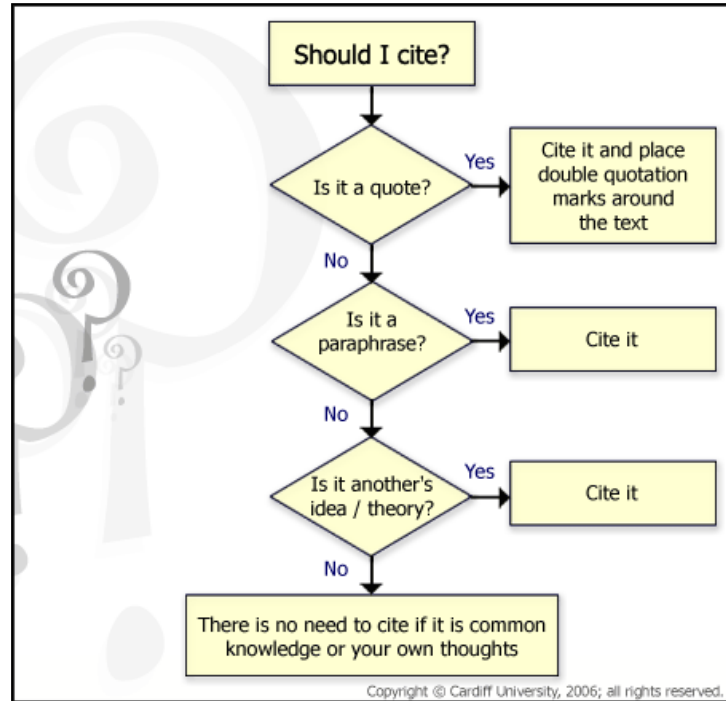 Should I cite?
Is it a quote?
Yes
Cite it and place
double quotation
marks around
the text
No
Is it a
paraphrase?
Yes
Cite it
No
Is it another's
idea / theory?
Yes
Cite it
No
There is no need to cite if it is common
knowledge or your own thoughts
Copyright © Cardiff University, 2006; all rights reserved.